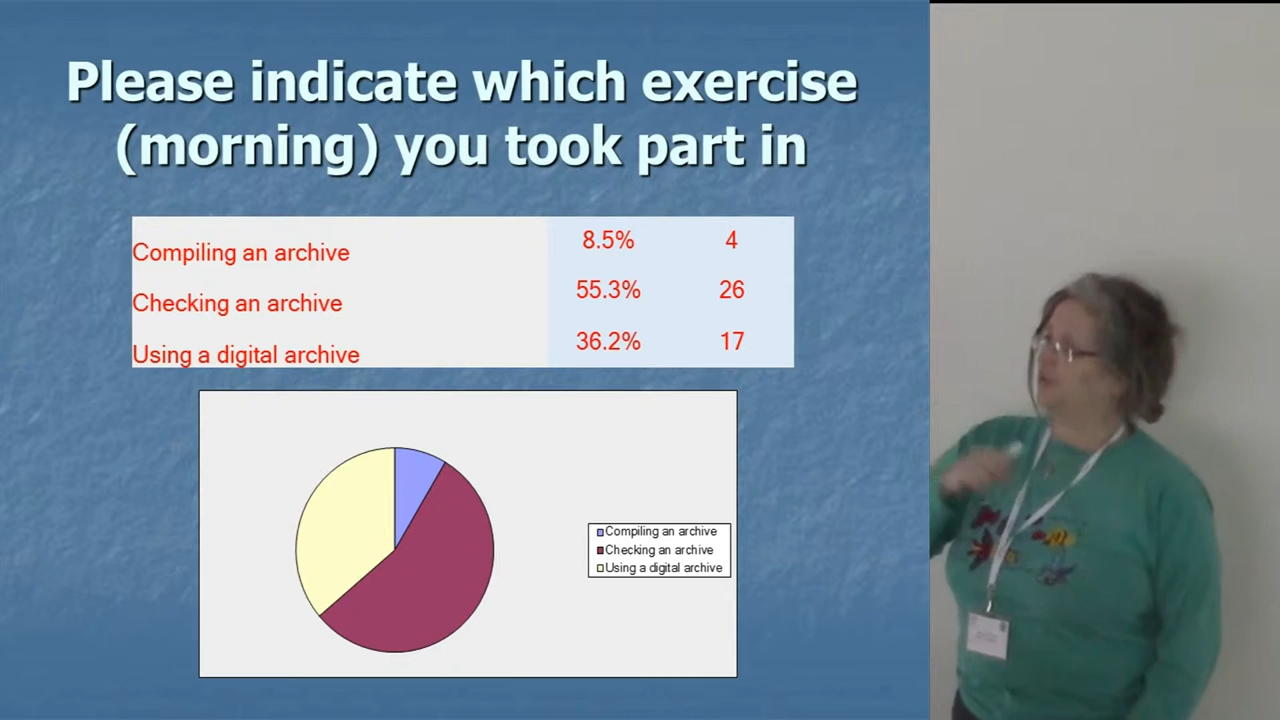 Please indicate which exercise
(morning) you took part in
Compiling an archive 8.5% 4
Checking an archive 55.3% 26
Using a digital archive 36.2% 17
Compiling an archive
Checking an archive
Using a digital archive